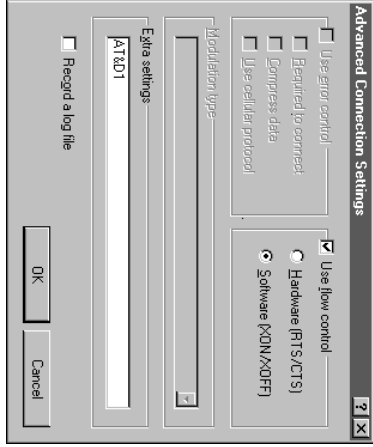 Advanced Connection Settings
Use error control
Required to connect
Compress data
Use cellular protocol
Use flow control
Hardware (RTS/CTS)
Software (XON/XOFF)
Modulation type
Extra settings
AT&D1
Record a log file
OK
Cancel